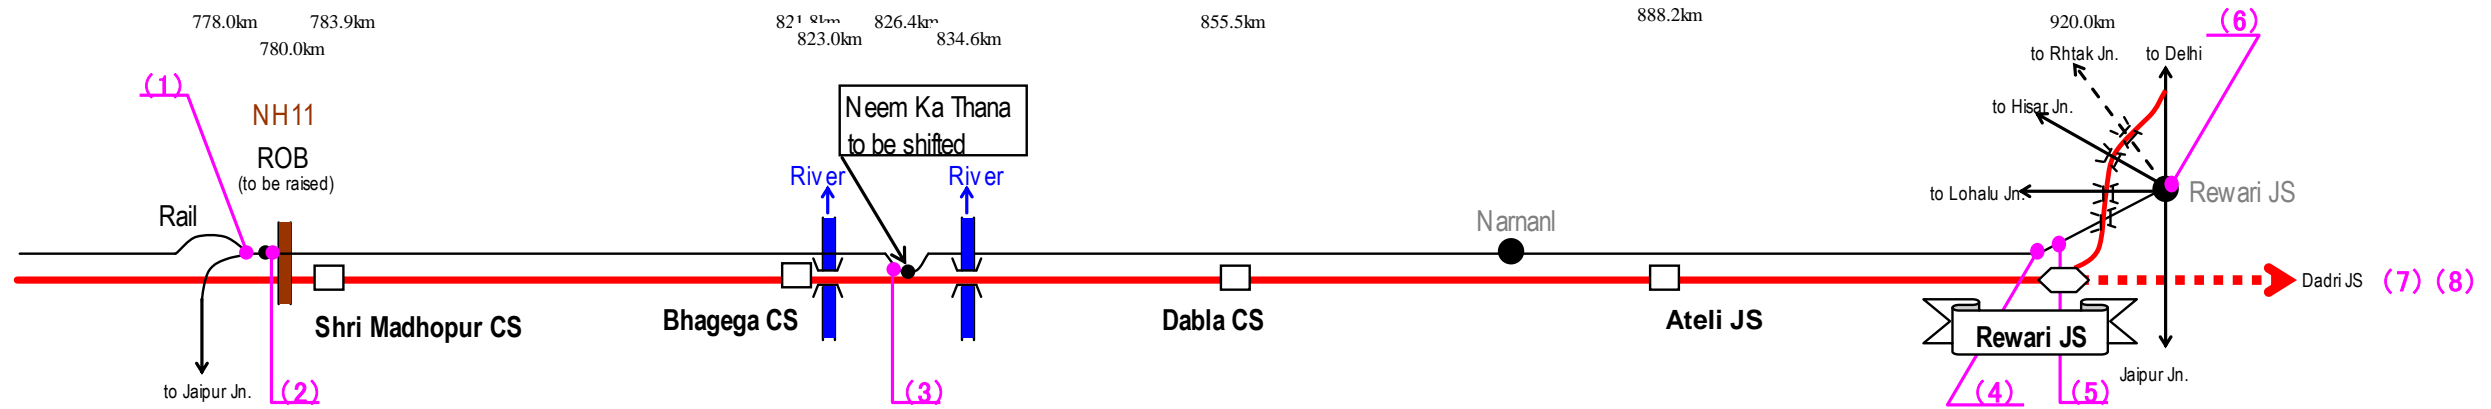 778.0km
783.9km
780.0km
821.8km
826.4km
823.0km
834.6km
855.5km
888.2km
920.0km
(6)
to Rhtak Jn.
to Delhi
(1)
NH11
ROB
(to be raised)
Neem Ka Thana
to be shifted
to Hisar Jn.
River
River
to Lohalu Jn.
Rewari JS
Rail
Narnanl
Dadri JS
(7) (8)
Shri Madhopur CS
Bhagega CS
Dabla CS
Ateli JS
Rewari JS
to Jaipur Jn.
(2)
(3)
(4)
(5)
Jaipur Jn.